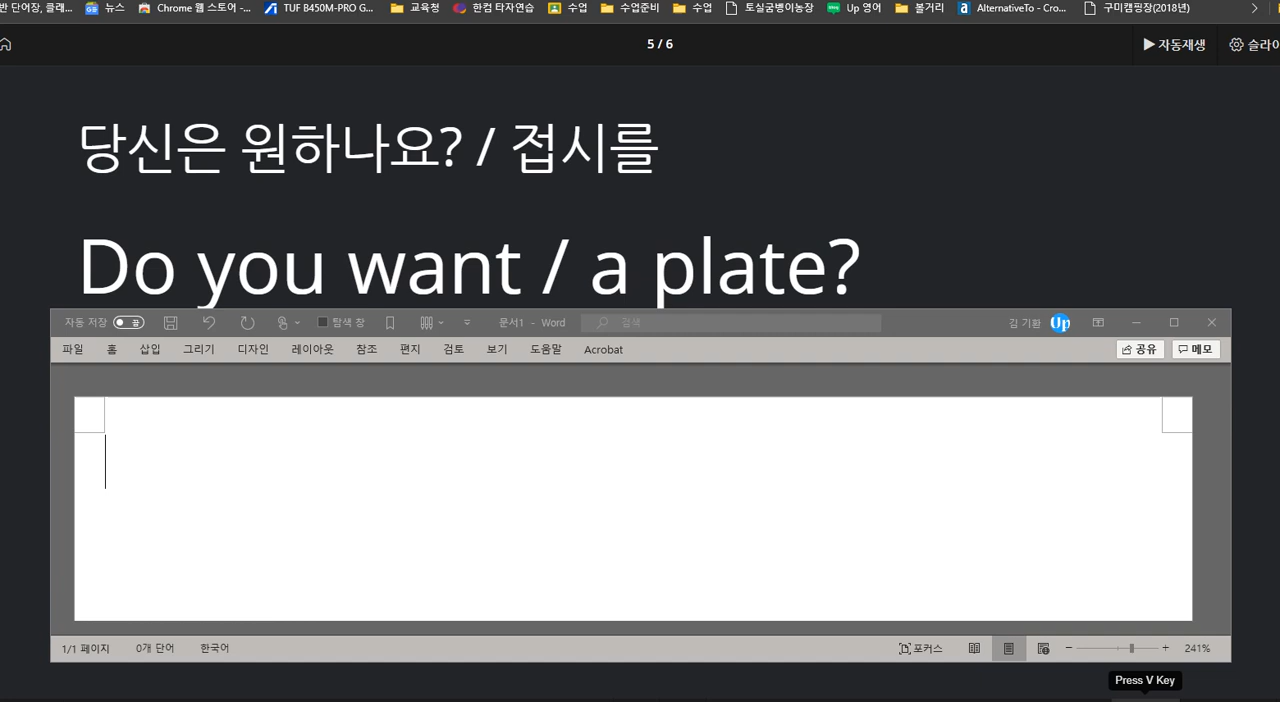 반 단어장, 클래... 뉴스 Chrome 웹 스토어 -... TUF B450M-PRO G... 교육청 한컴 타자연습 수업 수업준비 수업 토실굼벵이농장 Up 영어 볼거리 AlternativeTo - Cro... 구미캠핑장(2018년)
5 / 6 자동재생 슬라이
당신은 원하나요? / 접시를
Do you want / a plate?
자동 저장 끔 탐색 창 문서1 - Word 검색 김 기환 Up
파일 홈 삽입 그리기 디자인 레이아웃 참조 편지 검토 보기 도움말 Acrobat 공유 메모
1/1 페이지 0개 단어 한국어 포커스 241%
Press V Key